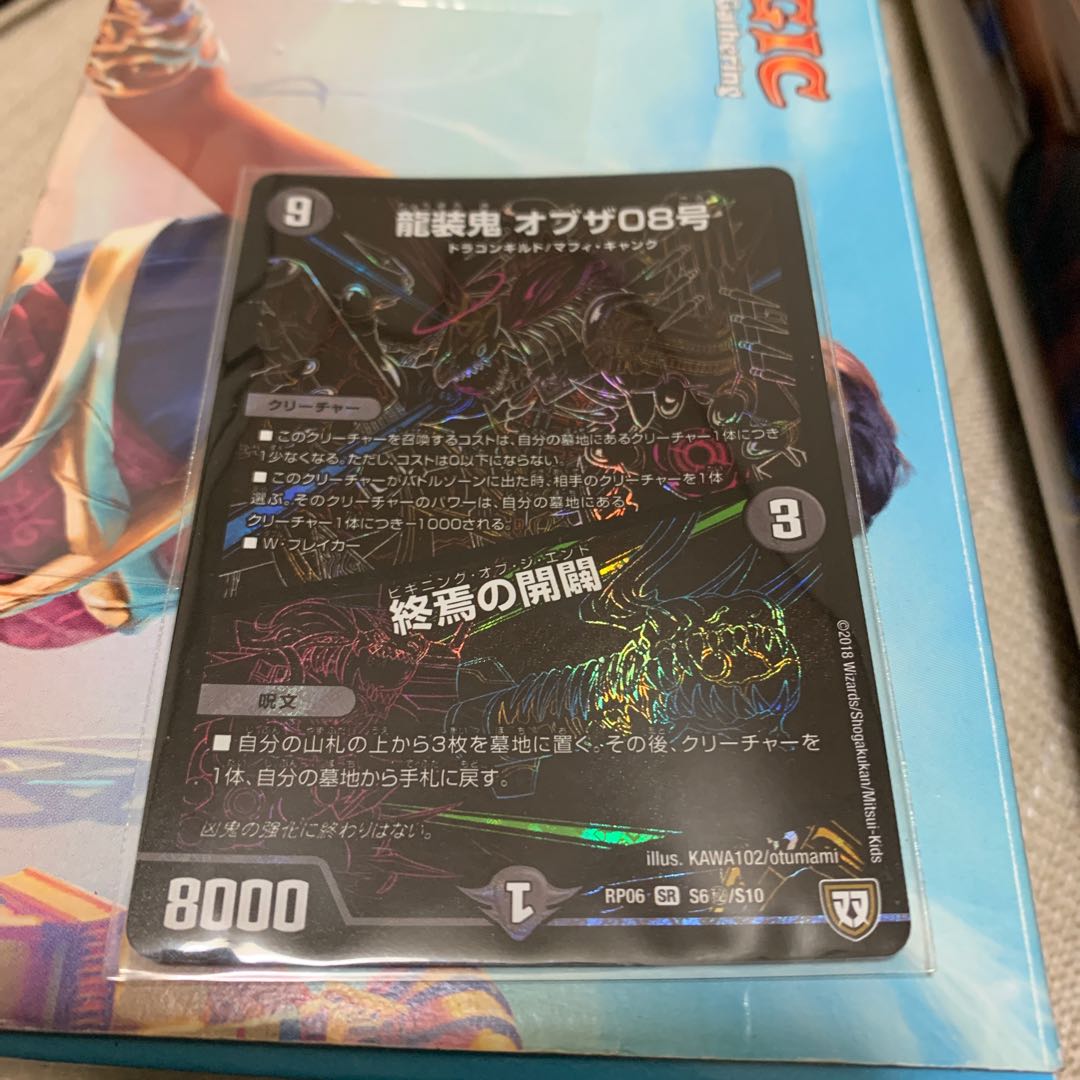 GIC
Gathering
9
龍装鬼 オブザ08号
ドラゴンギルド/マフィ・ギャング
クリーチャー
■ このクリーチャーを召喚するコストは、自分の墓地にあるクリーチャー1体につき
1少なくなる。ただし、コストは0以下にならない。
■ このクリーチャーがバトルゾーンに出た時、相手のクリーチャーを1体
選ぶ。そのクリーチャーのパワーは、自分の墓地にある
クリーチャー1体につき−1000される。
■ W・ブレイカー
3
ビギニング・オブ・ジ・エンド
終焉の開闢
呪文
■ 自分の山札の上から3枚を墓地に置く。その後、クリーチャーを
1体、自分の墓地から手札に戻す。
凶鬼の強化に終わりはない。
©2018 Wizards/Shogakukan/Mitsui-Kids
illus. KAWA102/otumami
8000
1
RP06 SR S6秘/S10